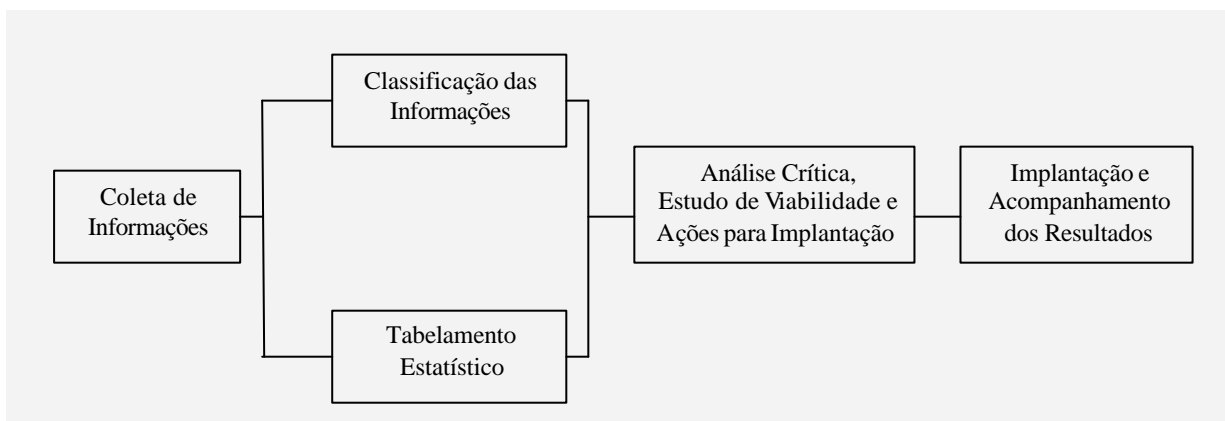 Coleta de
Informações
Classificação das
Informações
Tabelamento
Estatístico
Análise Crítica,
Estudo de Viabilidade e
Ações para Implantação
Implantação e
Acompanhamento
dos Resultados